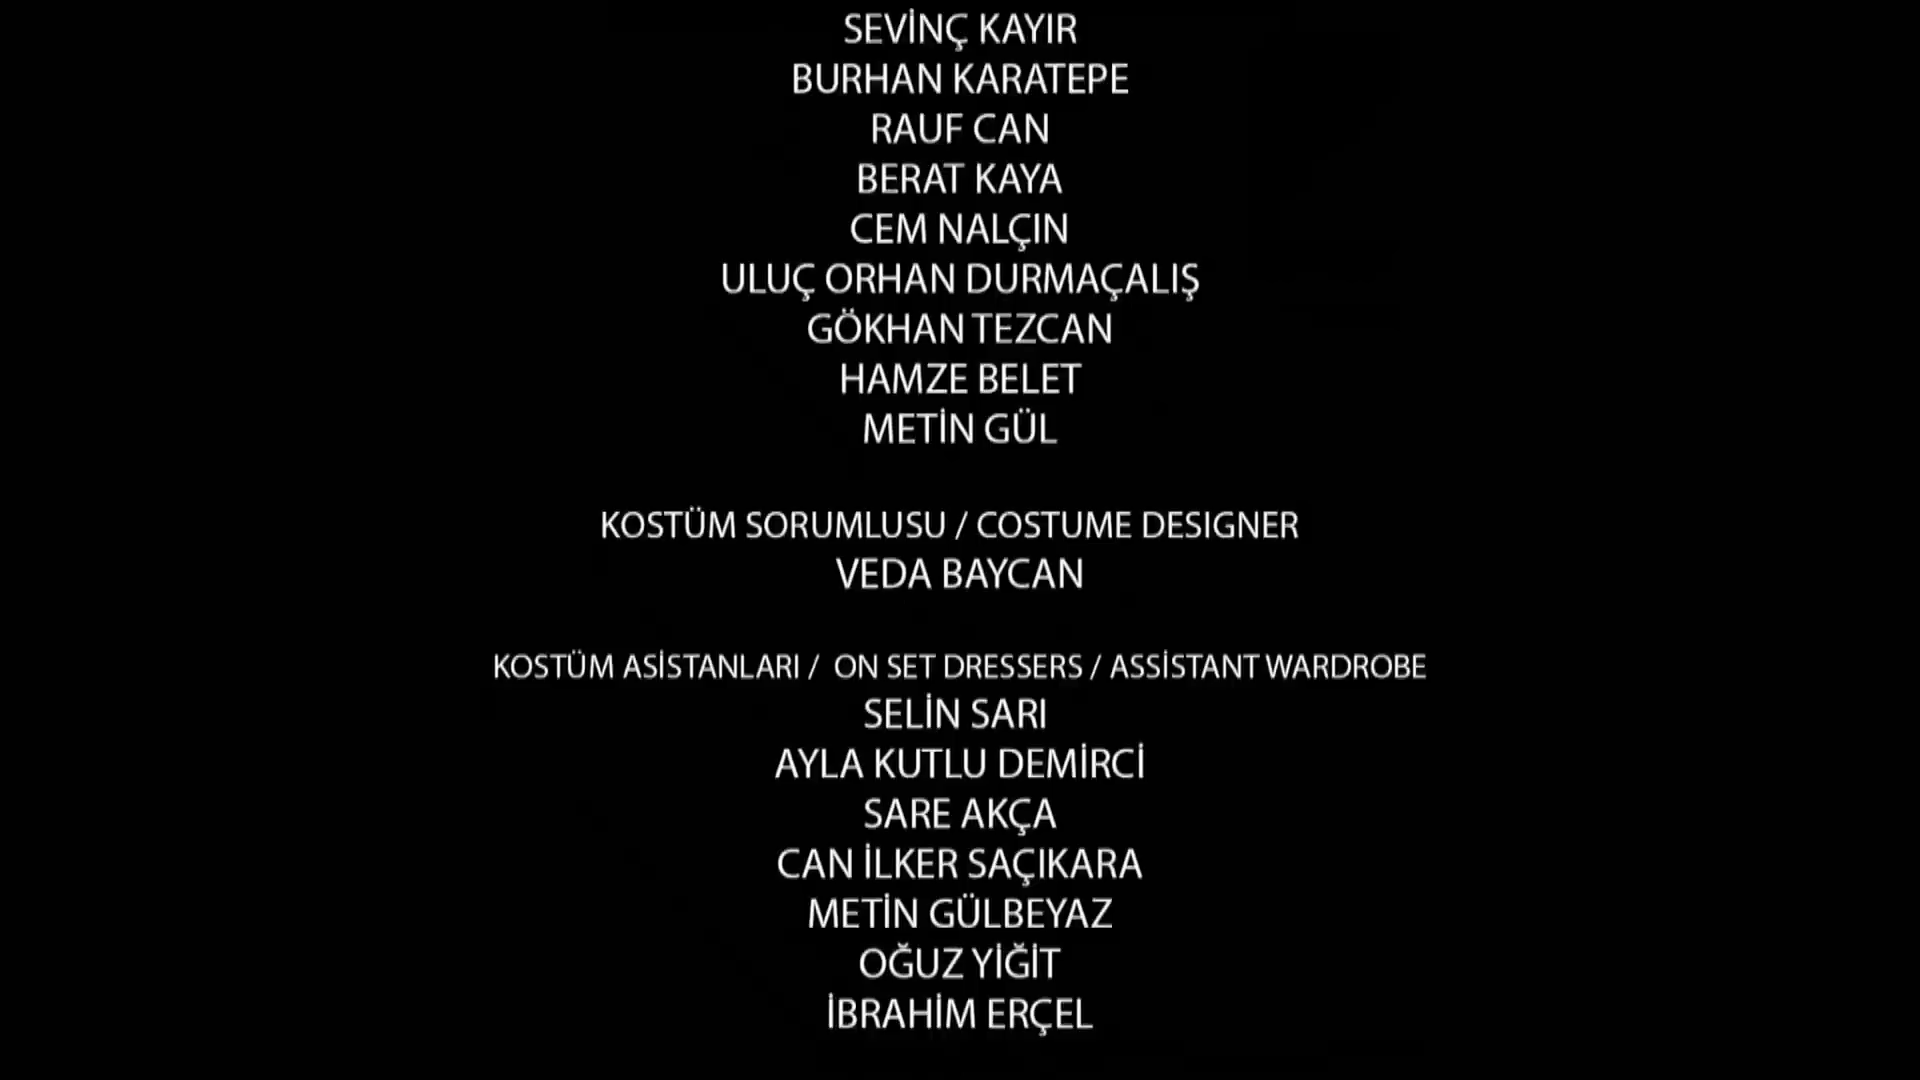 SEVİNÇ KAYIR
BURHAN KARATEPE
RAUF CAN
BERAT KAYA
CEM NALÇIN
ULUÇ ORHAN DURMAÇALIŞ
GÖKHAN TEZCAN
HAMZE BELET
METİN GÜL
KOSTÜM SORUMLUSU / COSTUME DESIGNER
VEDA BAYCAN
KOSTÜM ASİSTANLARI / ON SET DRESSERS / ASSİSTANT WARDROBE
SELİN SARI
AYLA KUTLU DEMİRCİ
SARE AKÇA
CAN İLKER SAÇIKARA
METİN GÜLBEYAZ
OĞUZ YİĞİT
İBRAHİM ERÇEL